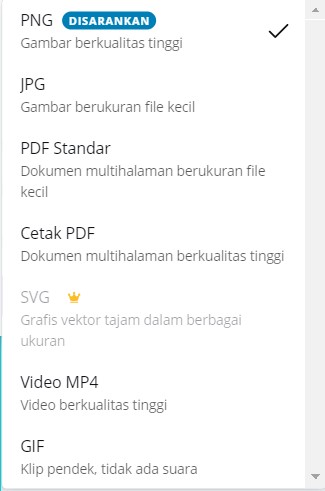 PNG DISARANKAN
Gambar berkualitas tinggi
JPG
Gambar berukuran file kecil
PDF Standar
Dokumen multihalaman berukuran file
kecil
Cetak PDF
Dokumen multihalaman berkualitas tinggi
SVG
Grafis vektor tajam dalam berbagai
ukuran
Video MP4
Video berkualitas tinggi
GIF
Klip pendek, tidak ada suara